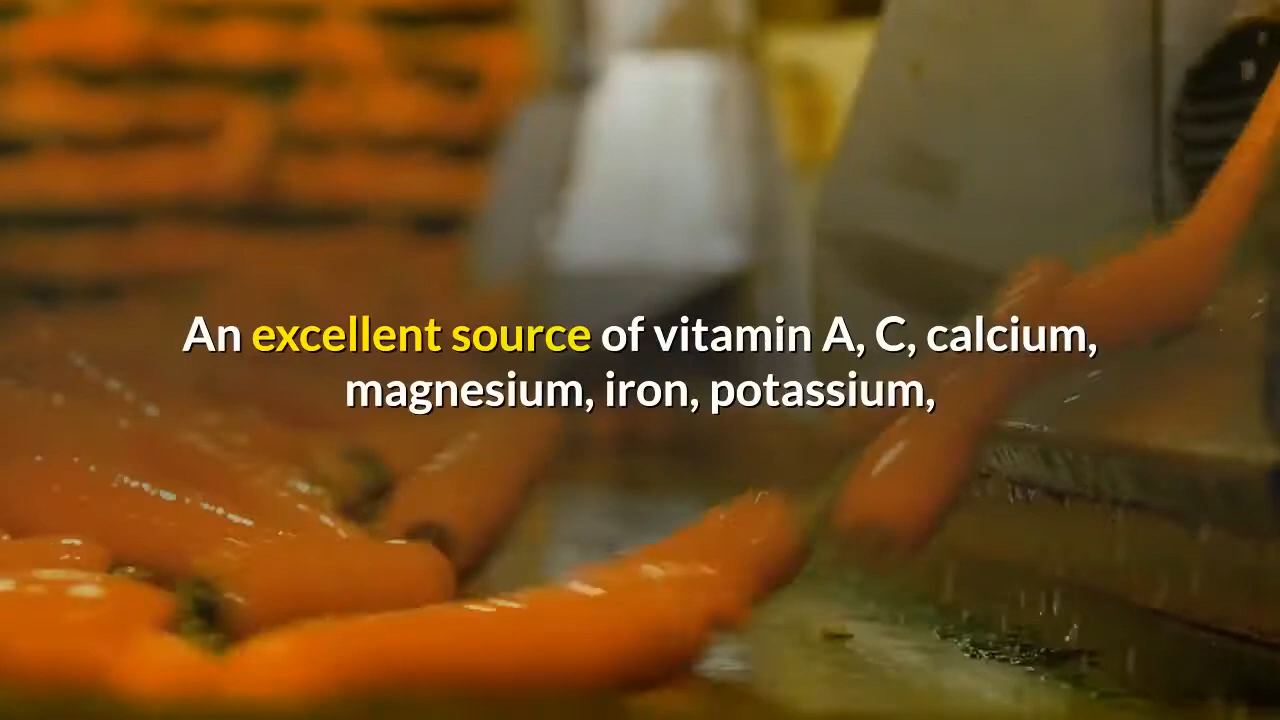 An excellent source of vitamin A, C, calcium,
magnesium, iron, potassium,